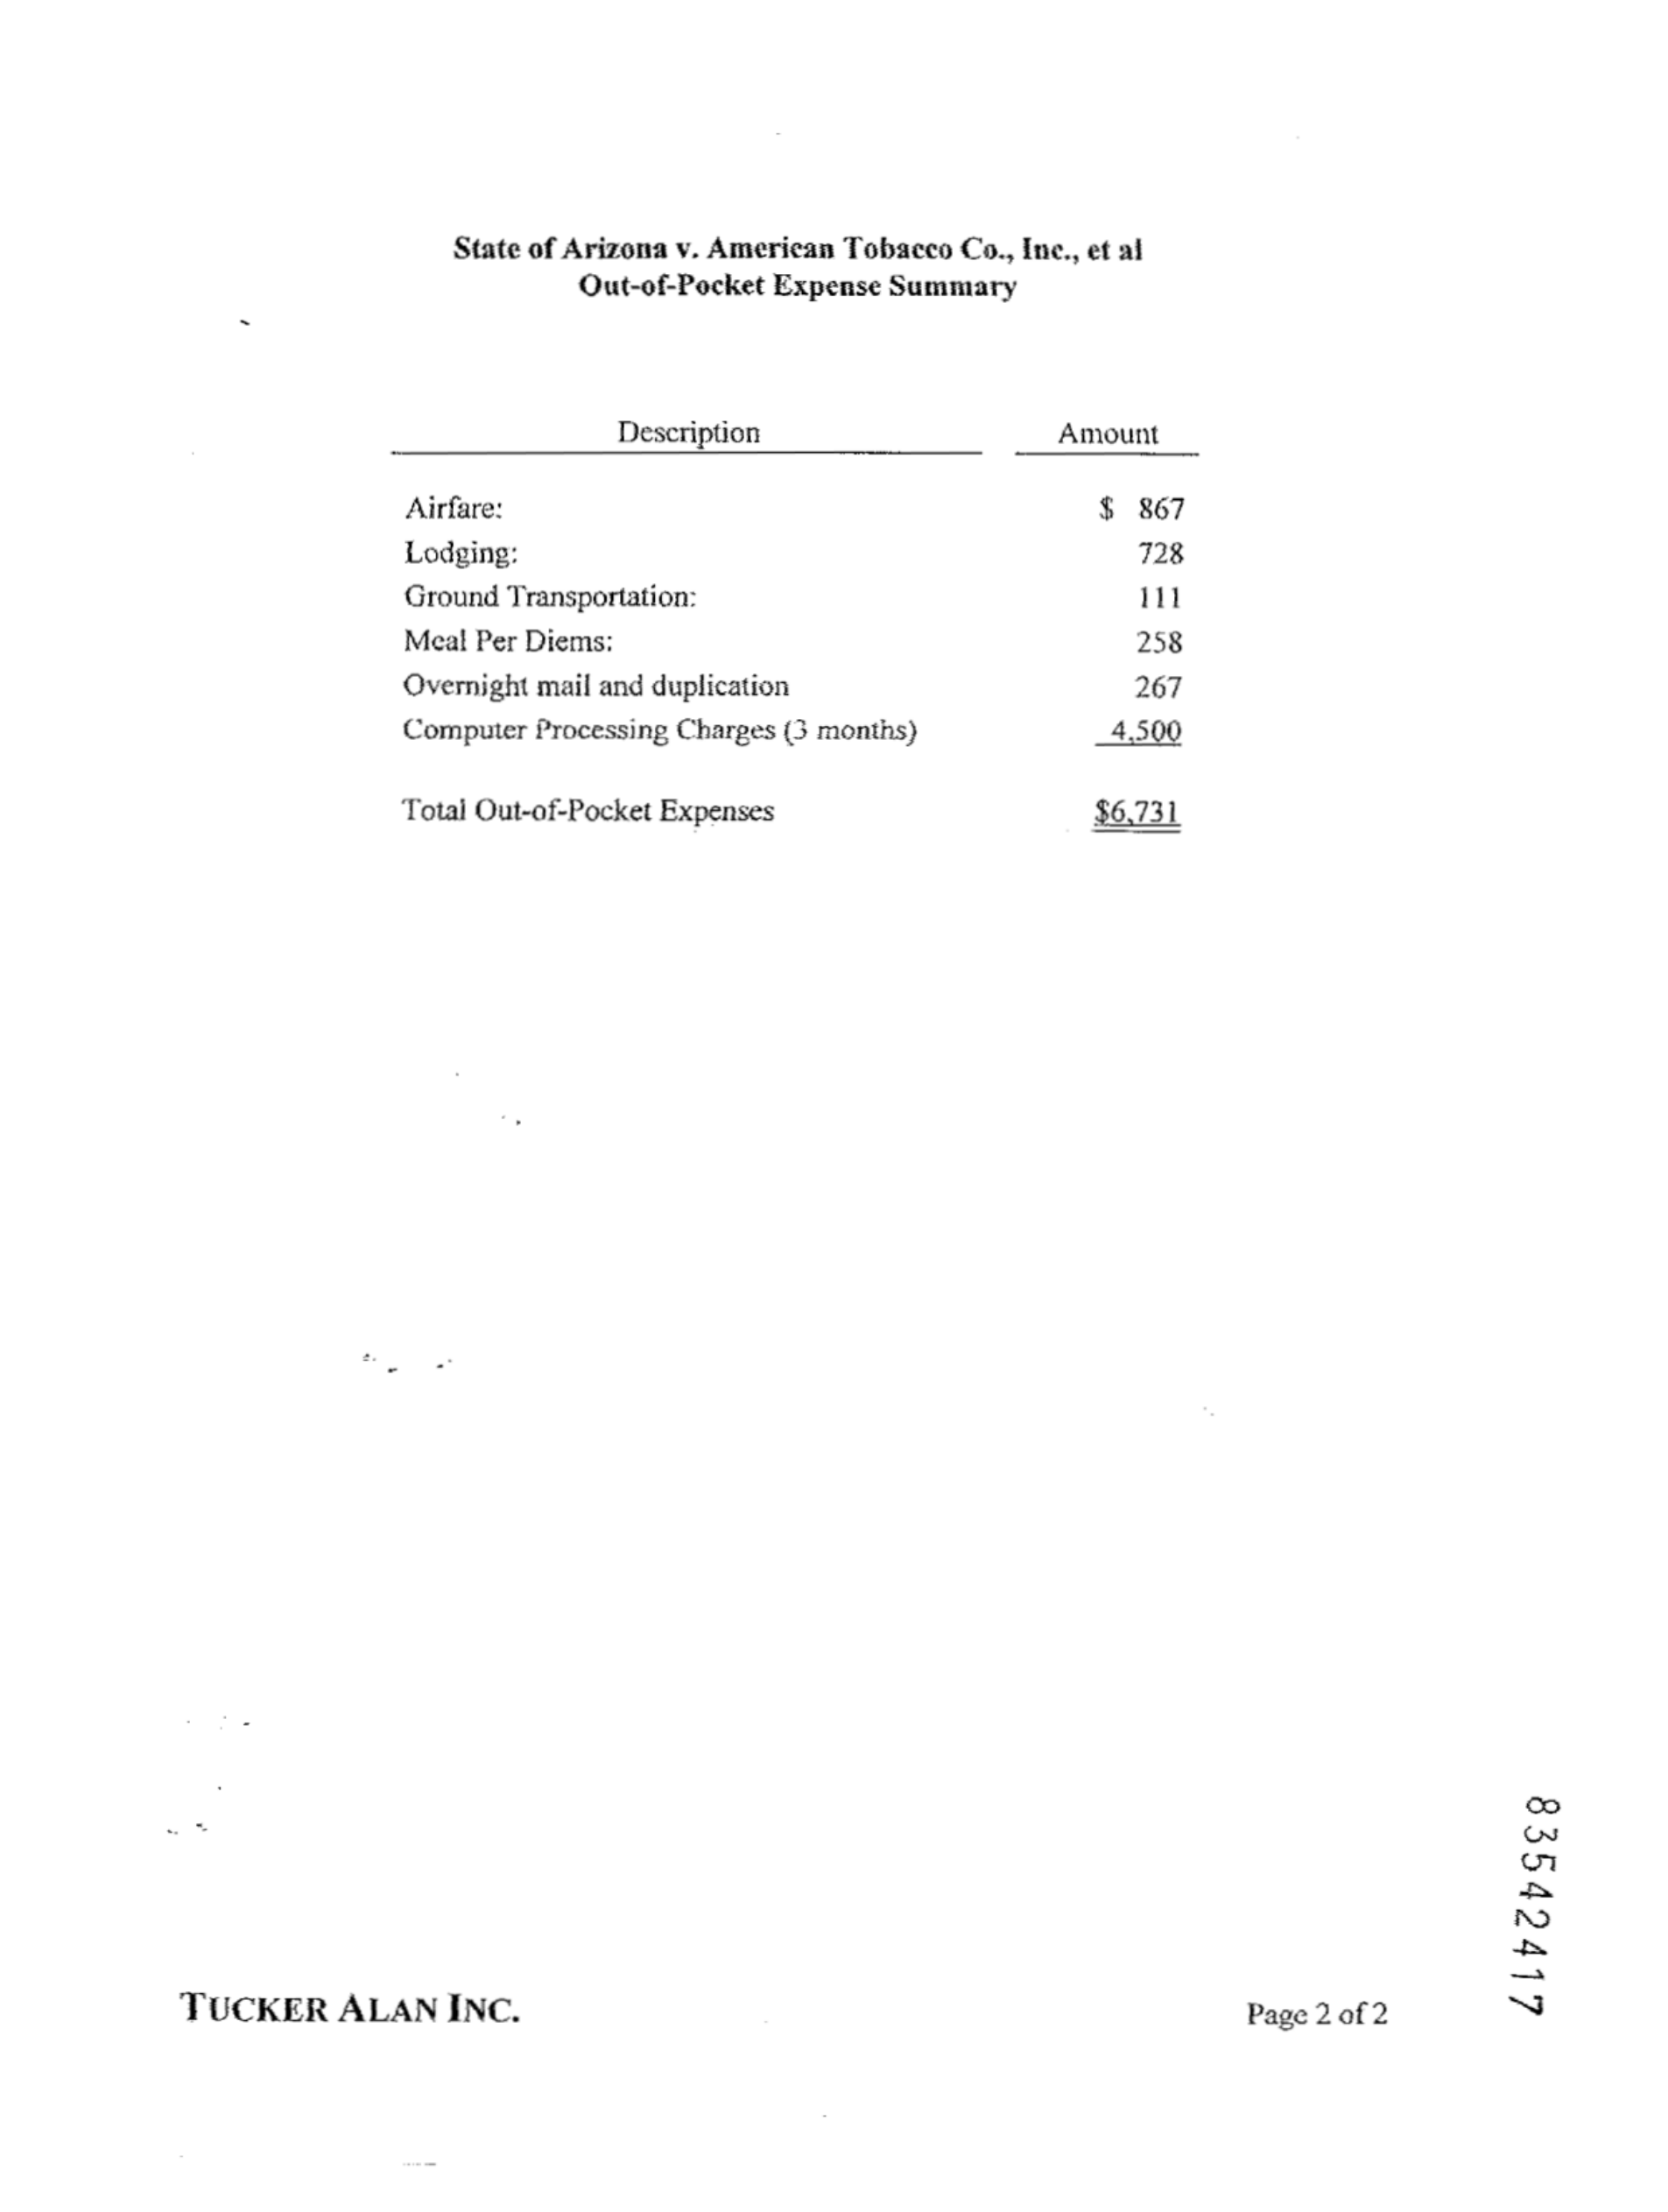 State of Arizona v. American Tobacco Co., Inc., et al
Out-of-Pocket Expense Summary
Description Amount
Airfare: $ 867
Lodging: 728
Ground Transportation: 111
Meal Per Diems: 258
Overnight mail and duplication 267
Computer Processing Charges (3 months) 4,500
Total Out-of-Pocket Expenses $6,731
83542417
TUCKER ALAN INC. Page 2 of 2